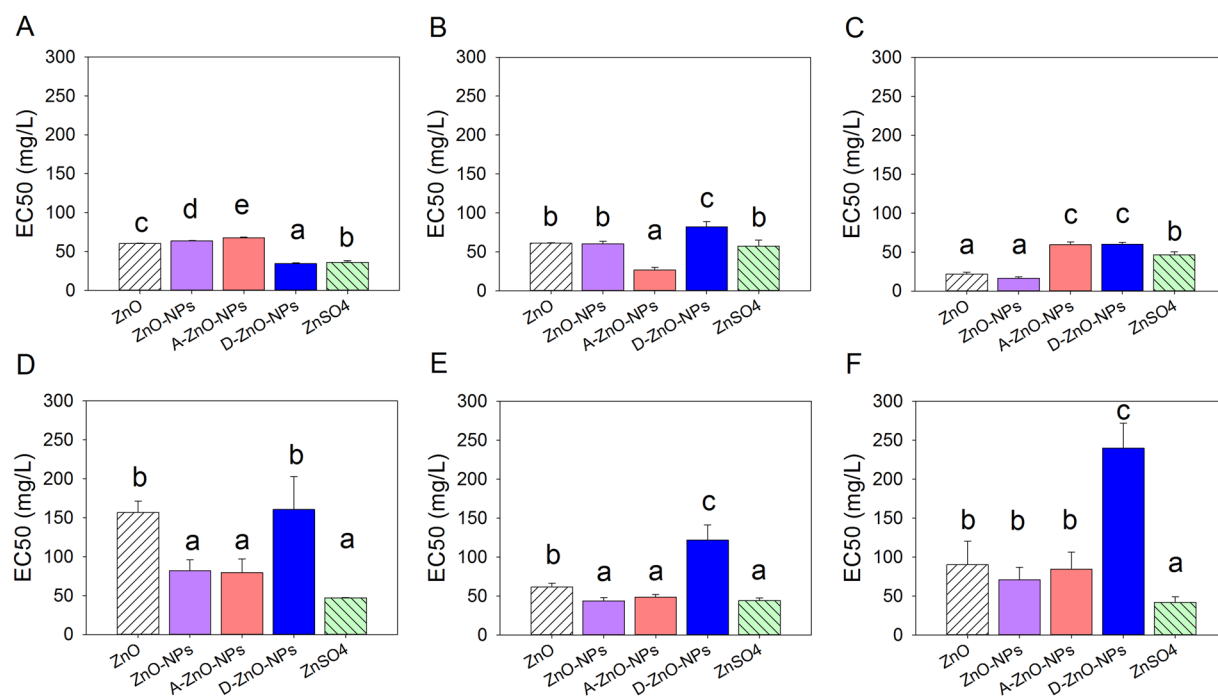 A
EC50 (mg/L)
300
250
200
150
100
50
0
c
d
e
a
b
ZnO
ZnO-NPs
A-ZnO-NPs
D-ZnO-NPs
ZnSO4
B
EC50 (mg/L)
300
250
200
150
100
50
0
b
b
a
c
b
ZnO
ZnO-NPs
A-ZnO-NPs
D-ZnO-NPs
ZnSO4
C
EC50 (mg/L)
300
250
200
150
100
50
0
a
a
c
c
b
ZnO
ZnO-NPs
A-ZnO-NPs
D-ZnO-NPs
ZnSO4
D
EC50 (mg/L)
300
250
200
150
100
50
0
b
a
a
b
a
ZnO
ZnO-NPs
A-ZnO-NPs
D-ZnO-NPs
ZnSO4
E
EC50 (mg/L)
300
250
200
150
100
50
0
b
a
a
c
a
ZnO
ZnO-NPs
A-ZnO-NPs
D-ZnO-NPs
ZnSO4
F
EC50 (mg/L)
300
250
200
150
100
50
0
b
b
b
c
a
ZnO
ZnO-NPs
A-ZnO-NPs
D-ZnO-NPs
ZnSO4